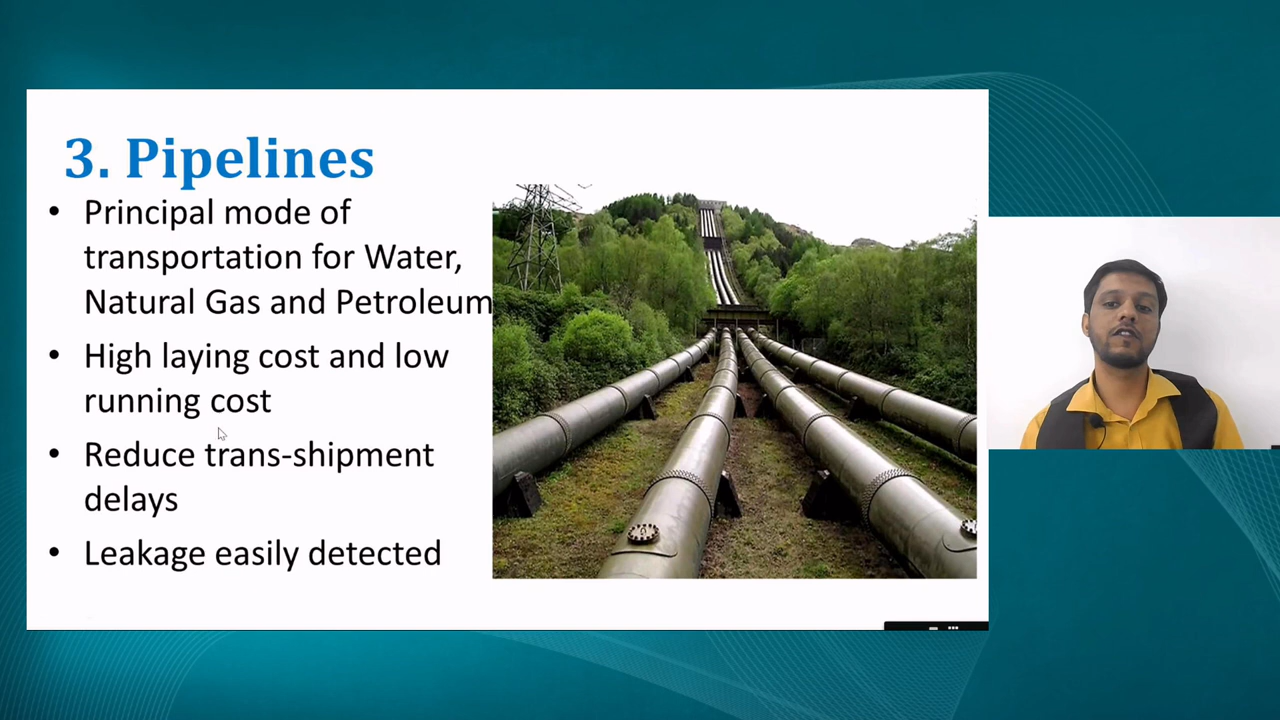 3. Pipelines
• Principal mode of
transportation for Water,
Natural Gas and Petroleum
• High laying cost and low
running cost
• Reduce trans-shipment
delays
• Leakage easily detected